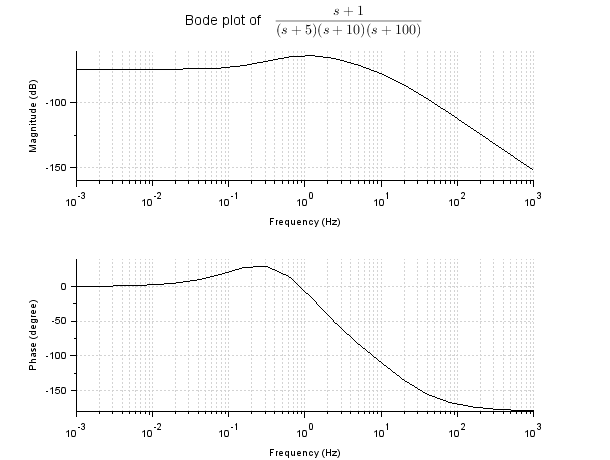 Bode plot of (s + 1)/((s + 5)(s + 10)(s + 100))
Magnitude (dB)
-100
-150
10^-3 10^-2 10^-1 10^0 10^1 10^2 10^3
Frequency (Hz)
Phase (degree)
0
-50
-100
-150
10^-3 10^-2 10^-1 10^0 10^1 10^2 10^3
Frequency (Hz)